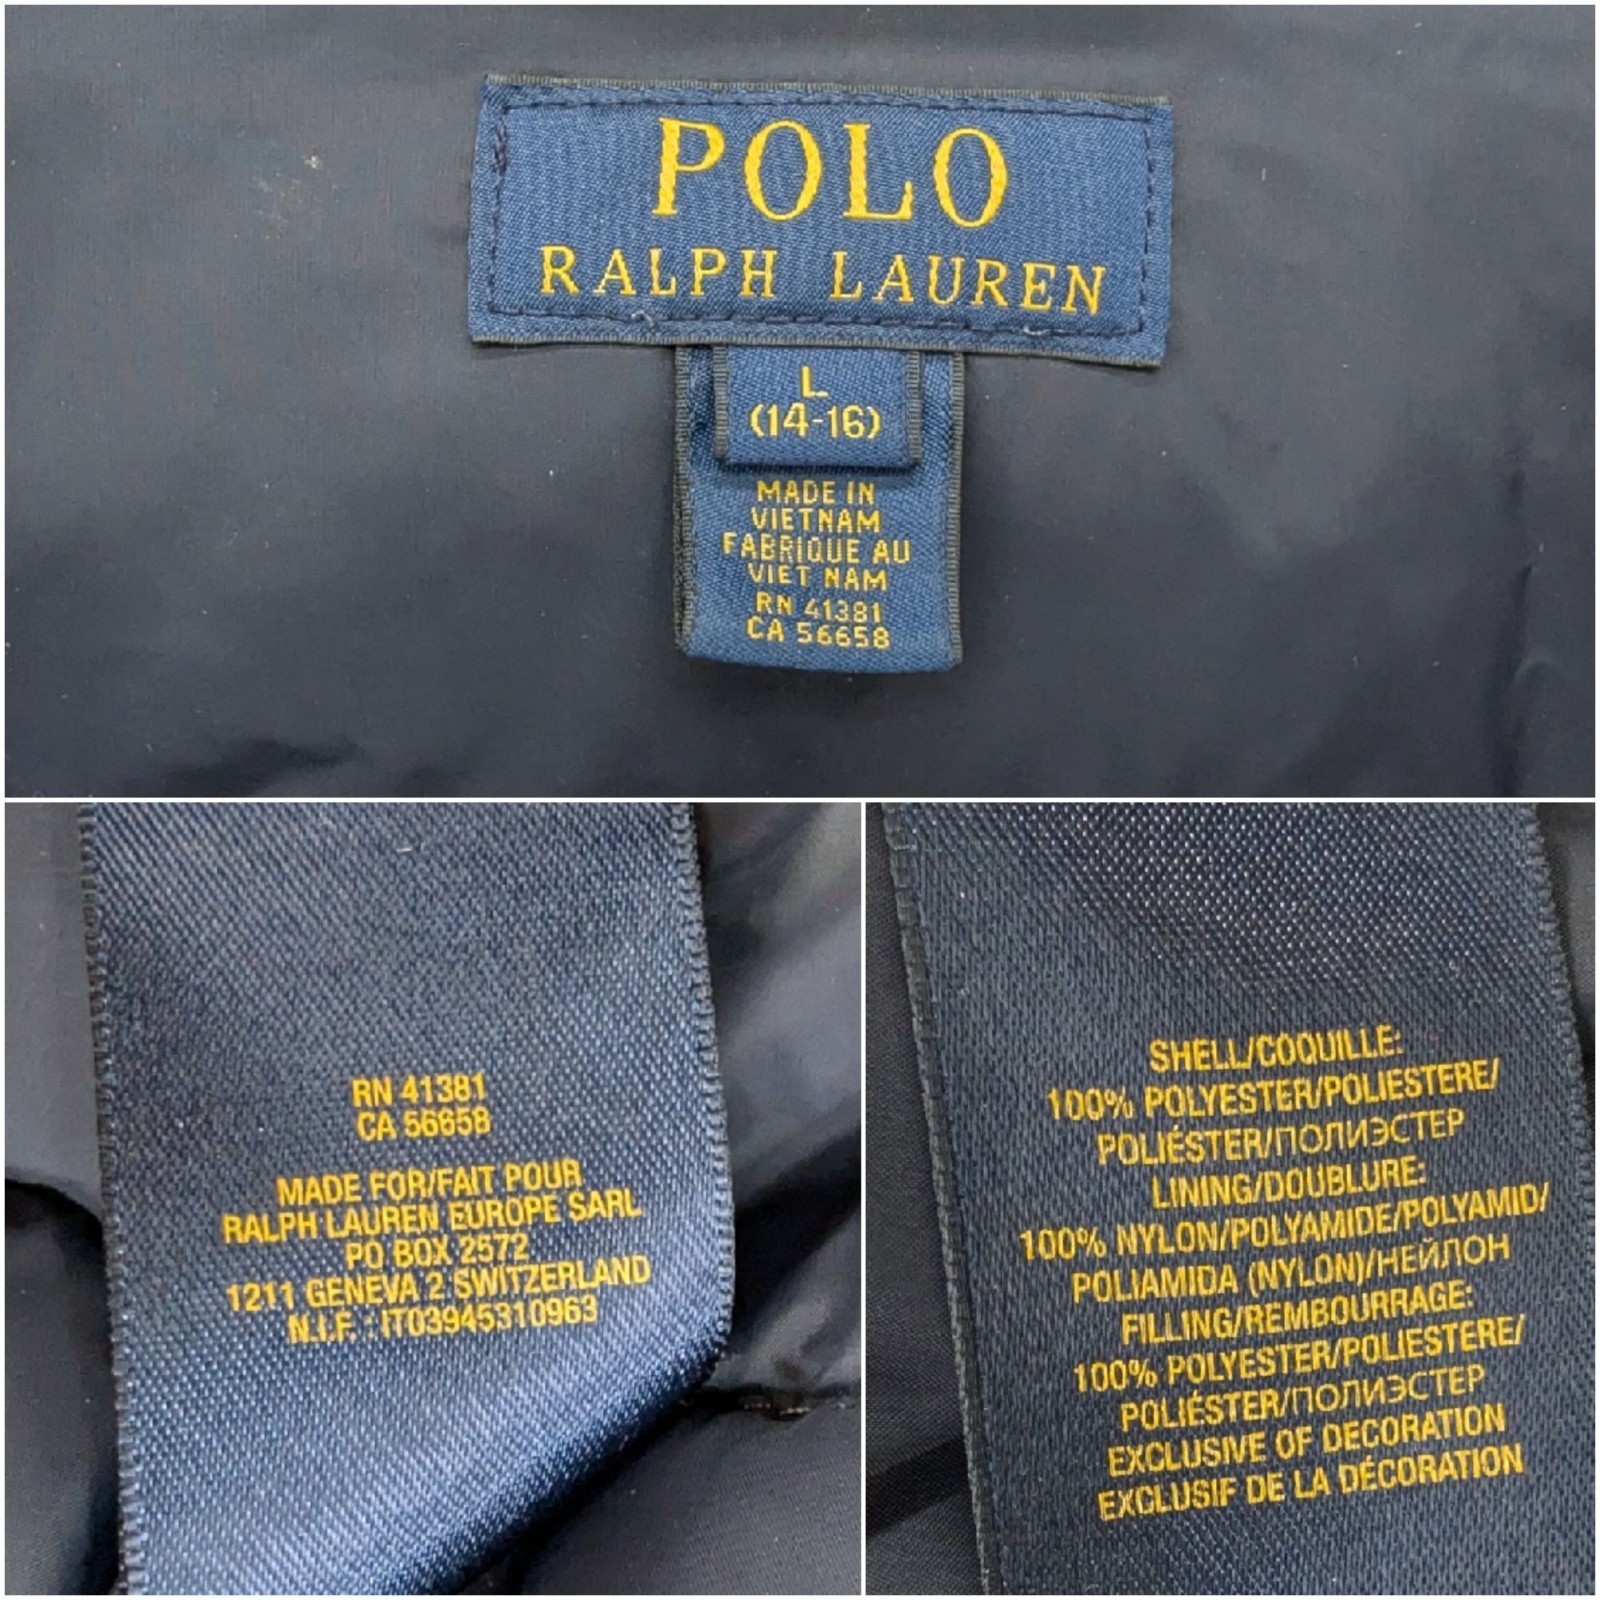 POLO
RALPH LAUREN
L
(14-16)
MADE IN
VIETNAM
FABRIQUE AU
VIET NAM
RN 41381
CA 56658
RN 41381
CA 56658
MADE FOR/FAIT POUR
RALPH LAUREN EUROPE SARL
PO BOX 2572
1211 GENEVA 2 SWITZERLAND
N.I.F. : IT03945310963
SHELL/COQUILLE:
100% POLYESTER/POLIESTERE/
POLIÉSTER/ПОЛИЭСТЕР
LINING/DOUBLURE:
100% NYLON/POLYAMIDE/POLYAMID/
POLIAMIDA (NYLON)/НЕЙЛОН
FILLING/REMBOURRAGE:
100% POLYESTER/POLIESTERE/
POLIÉSTER/ПОЛИЭСТЕР
EXCLUSIVE OF DECORATION
EXCLUSIF DE LA DÉCORATION